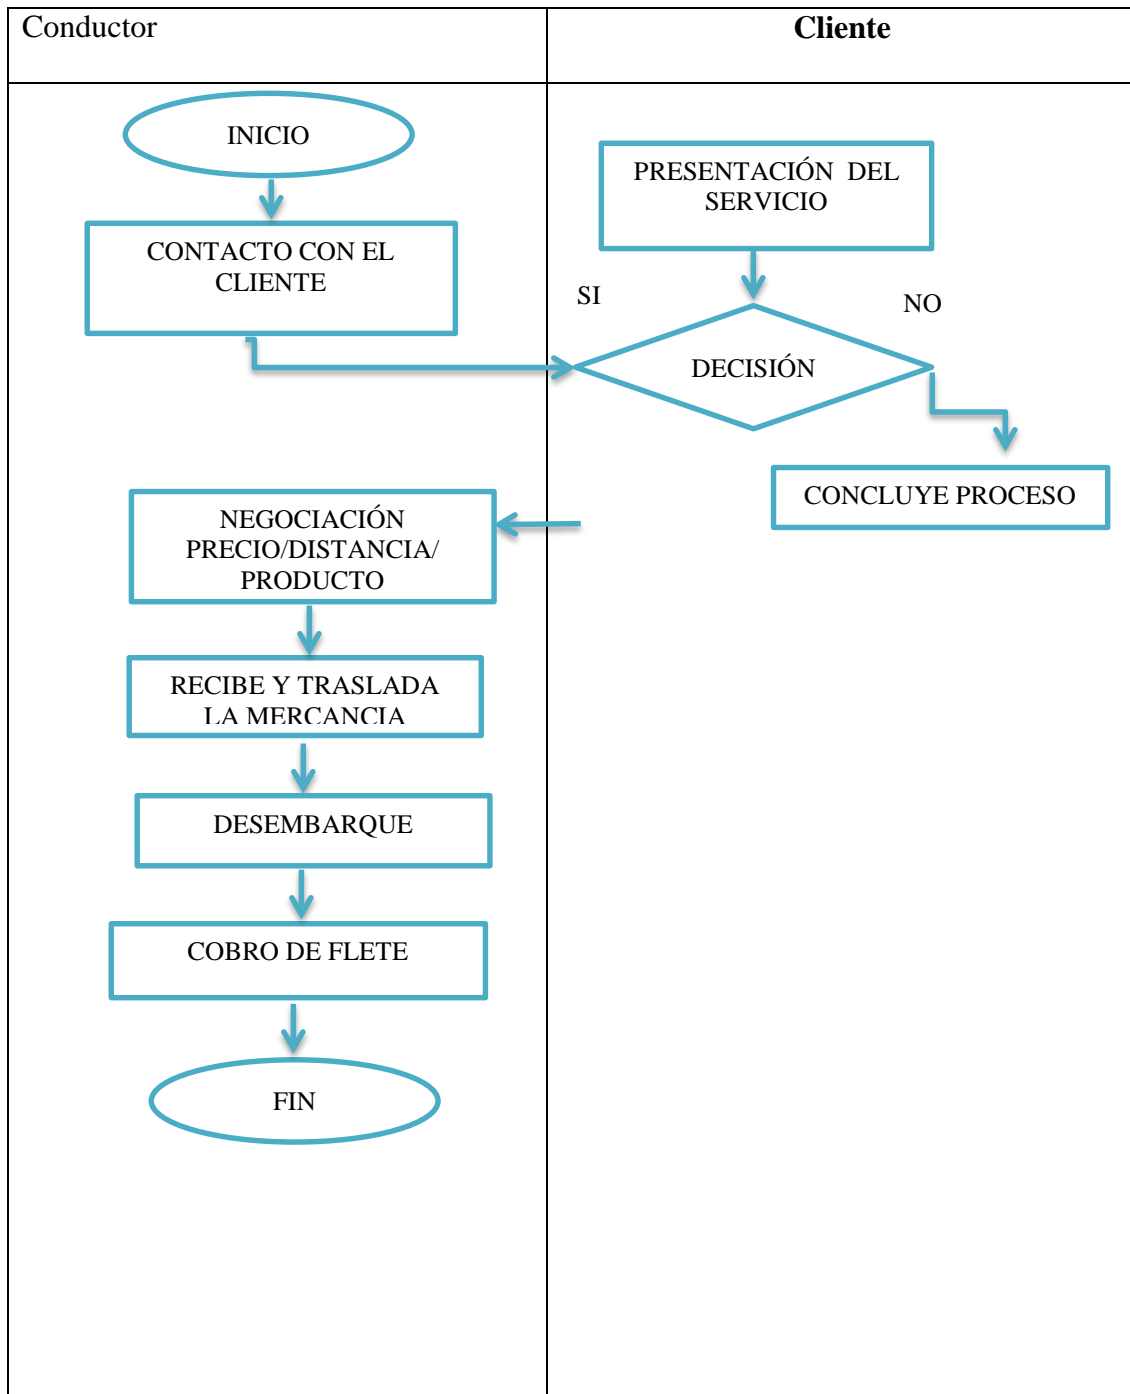 Conductor
Cliente
INICIO
CONTACTO CON EL
CLIENTE
PRESENTACIÓN DEL
SERVICIO
SI
NO
DECISIÓN
CONCLUYE PROCESO
NEGOCIACIÓN
PRECIO/DISTANCIA/
PRODUCTO
RECIBE Y TRASLADA
LA MERCANCIA
DESEMBARQUE
COBRO DE FLETE
FIN